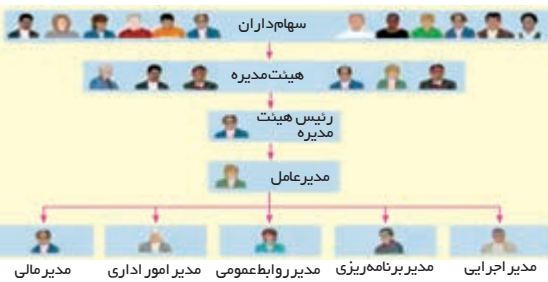 سهام‌داران
هیئت‌مدیره
رئیس هیئت
مدیره
مدیرعامل
مدیراجرایی
مدیربرنامه‌ریزی
مدیرروابط‌عمومی
مدیرامور‌اداری
مدیرمالی